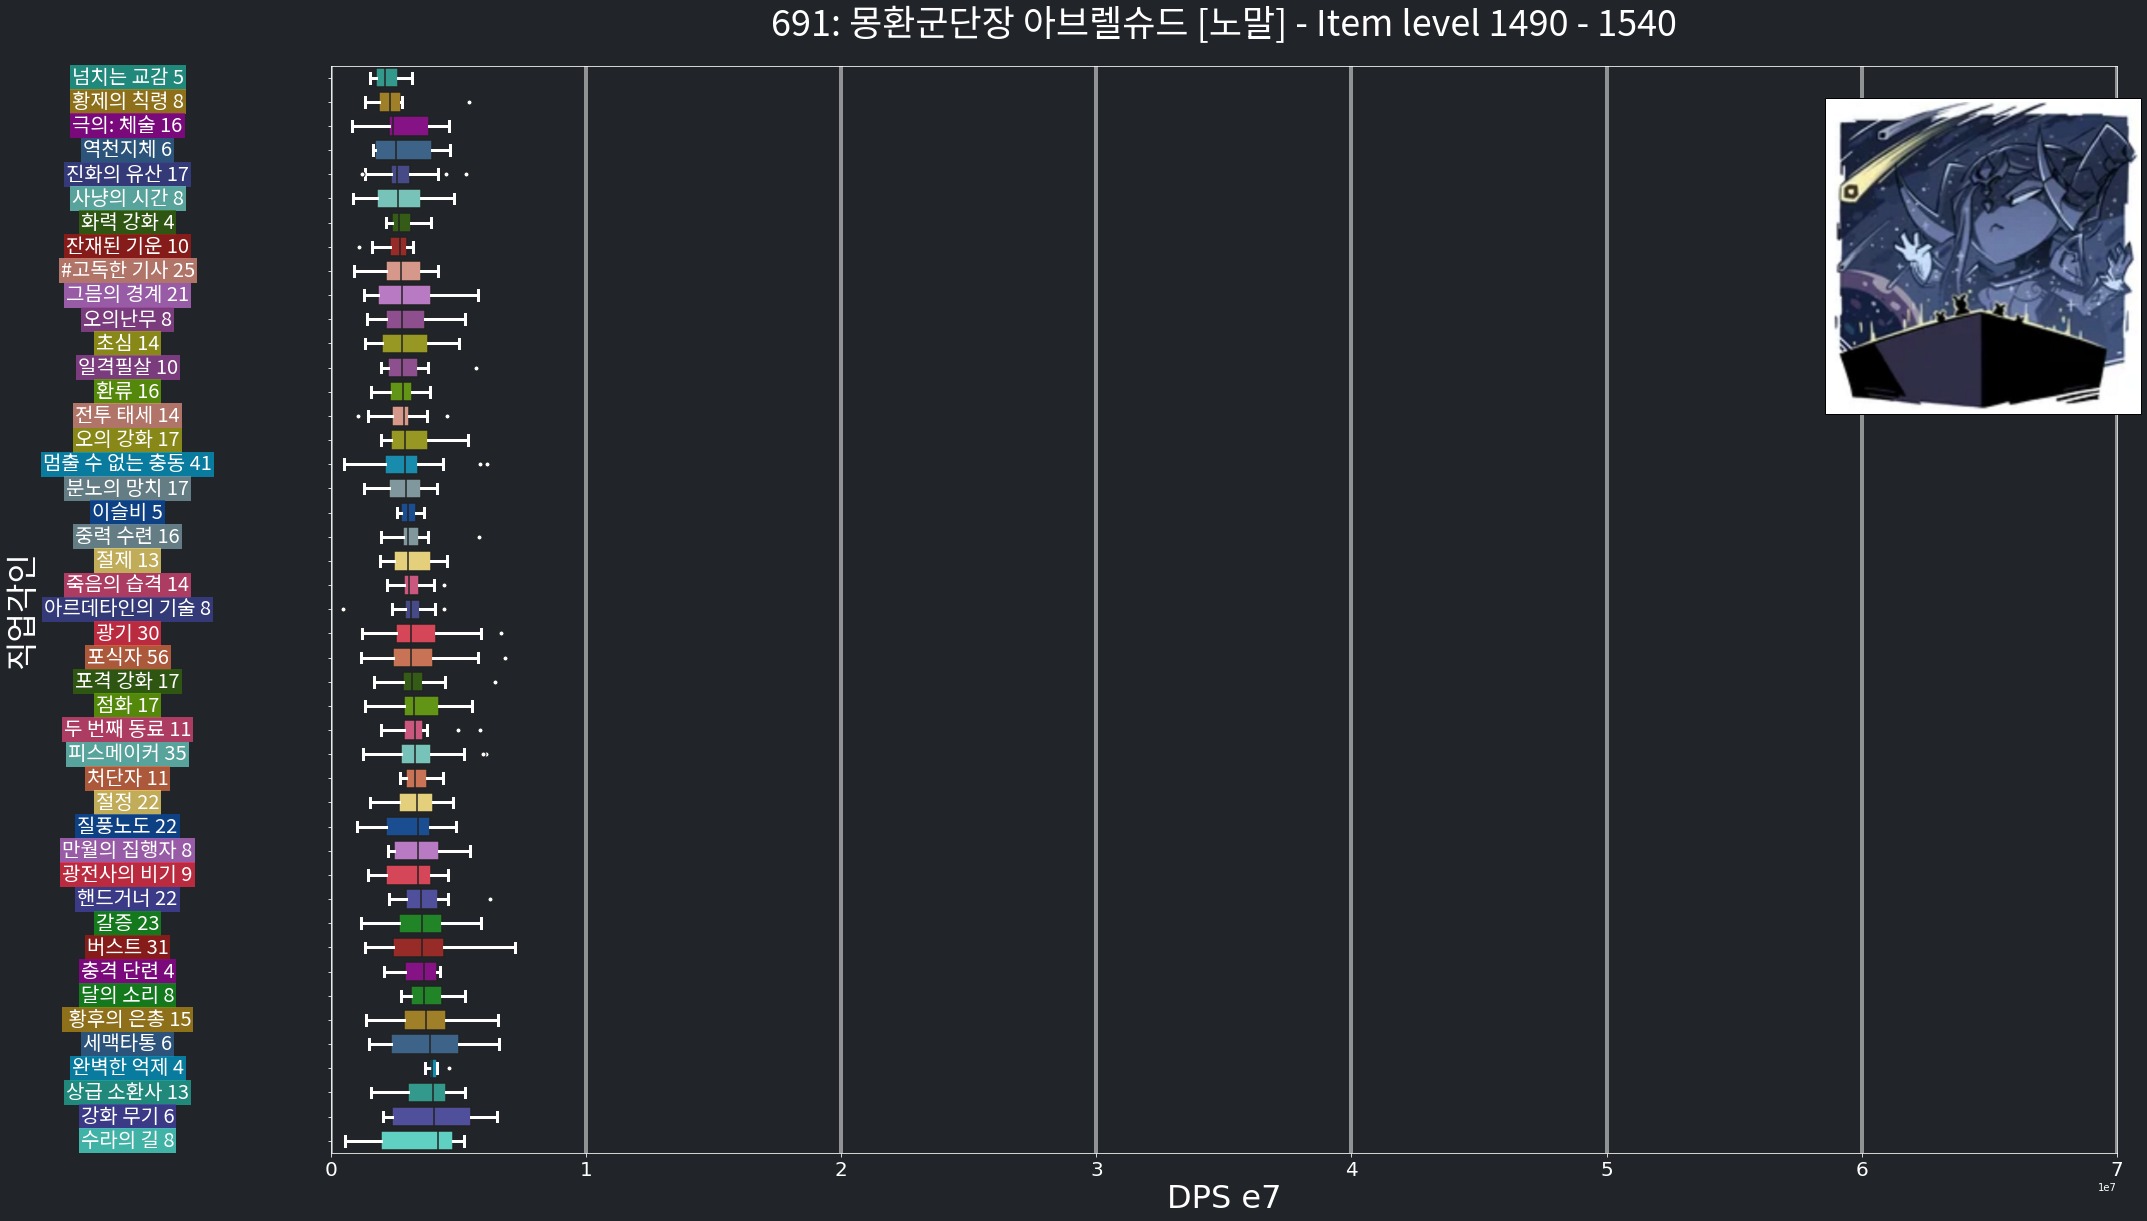 691: 몽환군단장 아브렐슈드 [노말] - Item level 1490 - 1540
넘치는 교감 5
황제의 칙령 8
극의: 체술 16
역천지체 6
진화의 유산 17
사냥의 시간 8
화력 강화 4
잔재된 기운 10
#고독한 기사 25
그믐의 경계 21
오의난무 8
초심 14
일격필살 10
환류 16
전투 태세 14
오의 강화 17
멈출 수 없는 충동 41
분노의 망치 17
이슬비 5
중력 수련 16
절제 13
죽음의 습격 14
아르데타인의 기술 8
광기 30
포식자 56
포격 강화 17
점화 17
두 번째 동료 11
피스메이커 35
처단자 11
절정 22
질풍노도 22
만월의 집행자 8
광전사의 비기 9
핸드거너 22
갈증 23
버스트 31
충격 단련 4
달의 소리 8
황후의 은총 15
세맥타통 6
완벽한 억제 4
상급 소환사 13
강화 무기 6
수라의 길 8
직업각인
0 1 2 3 4 5 6 7
1e7
DPS e7